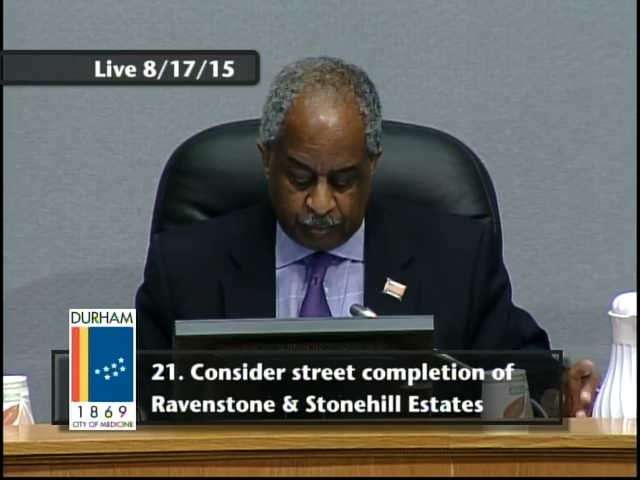 Live 8/17/15
DURHAM
1869
CITY OF MEDICINE
21. Consider street completion of
Ravenstone & Stonehill Estates